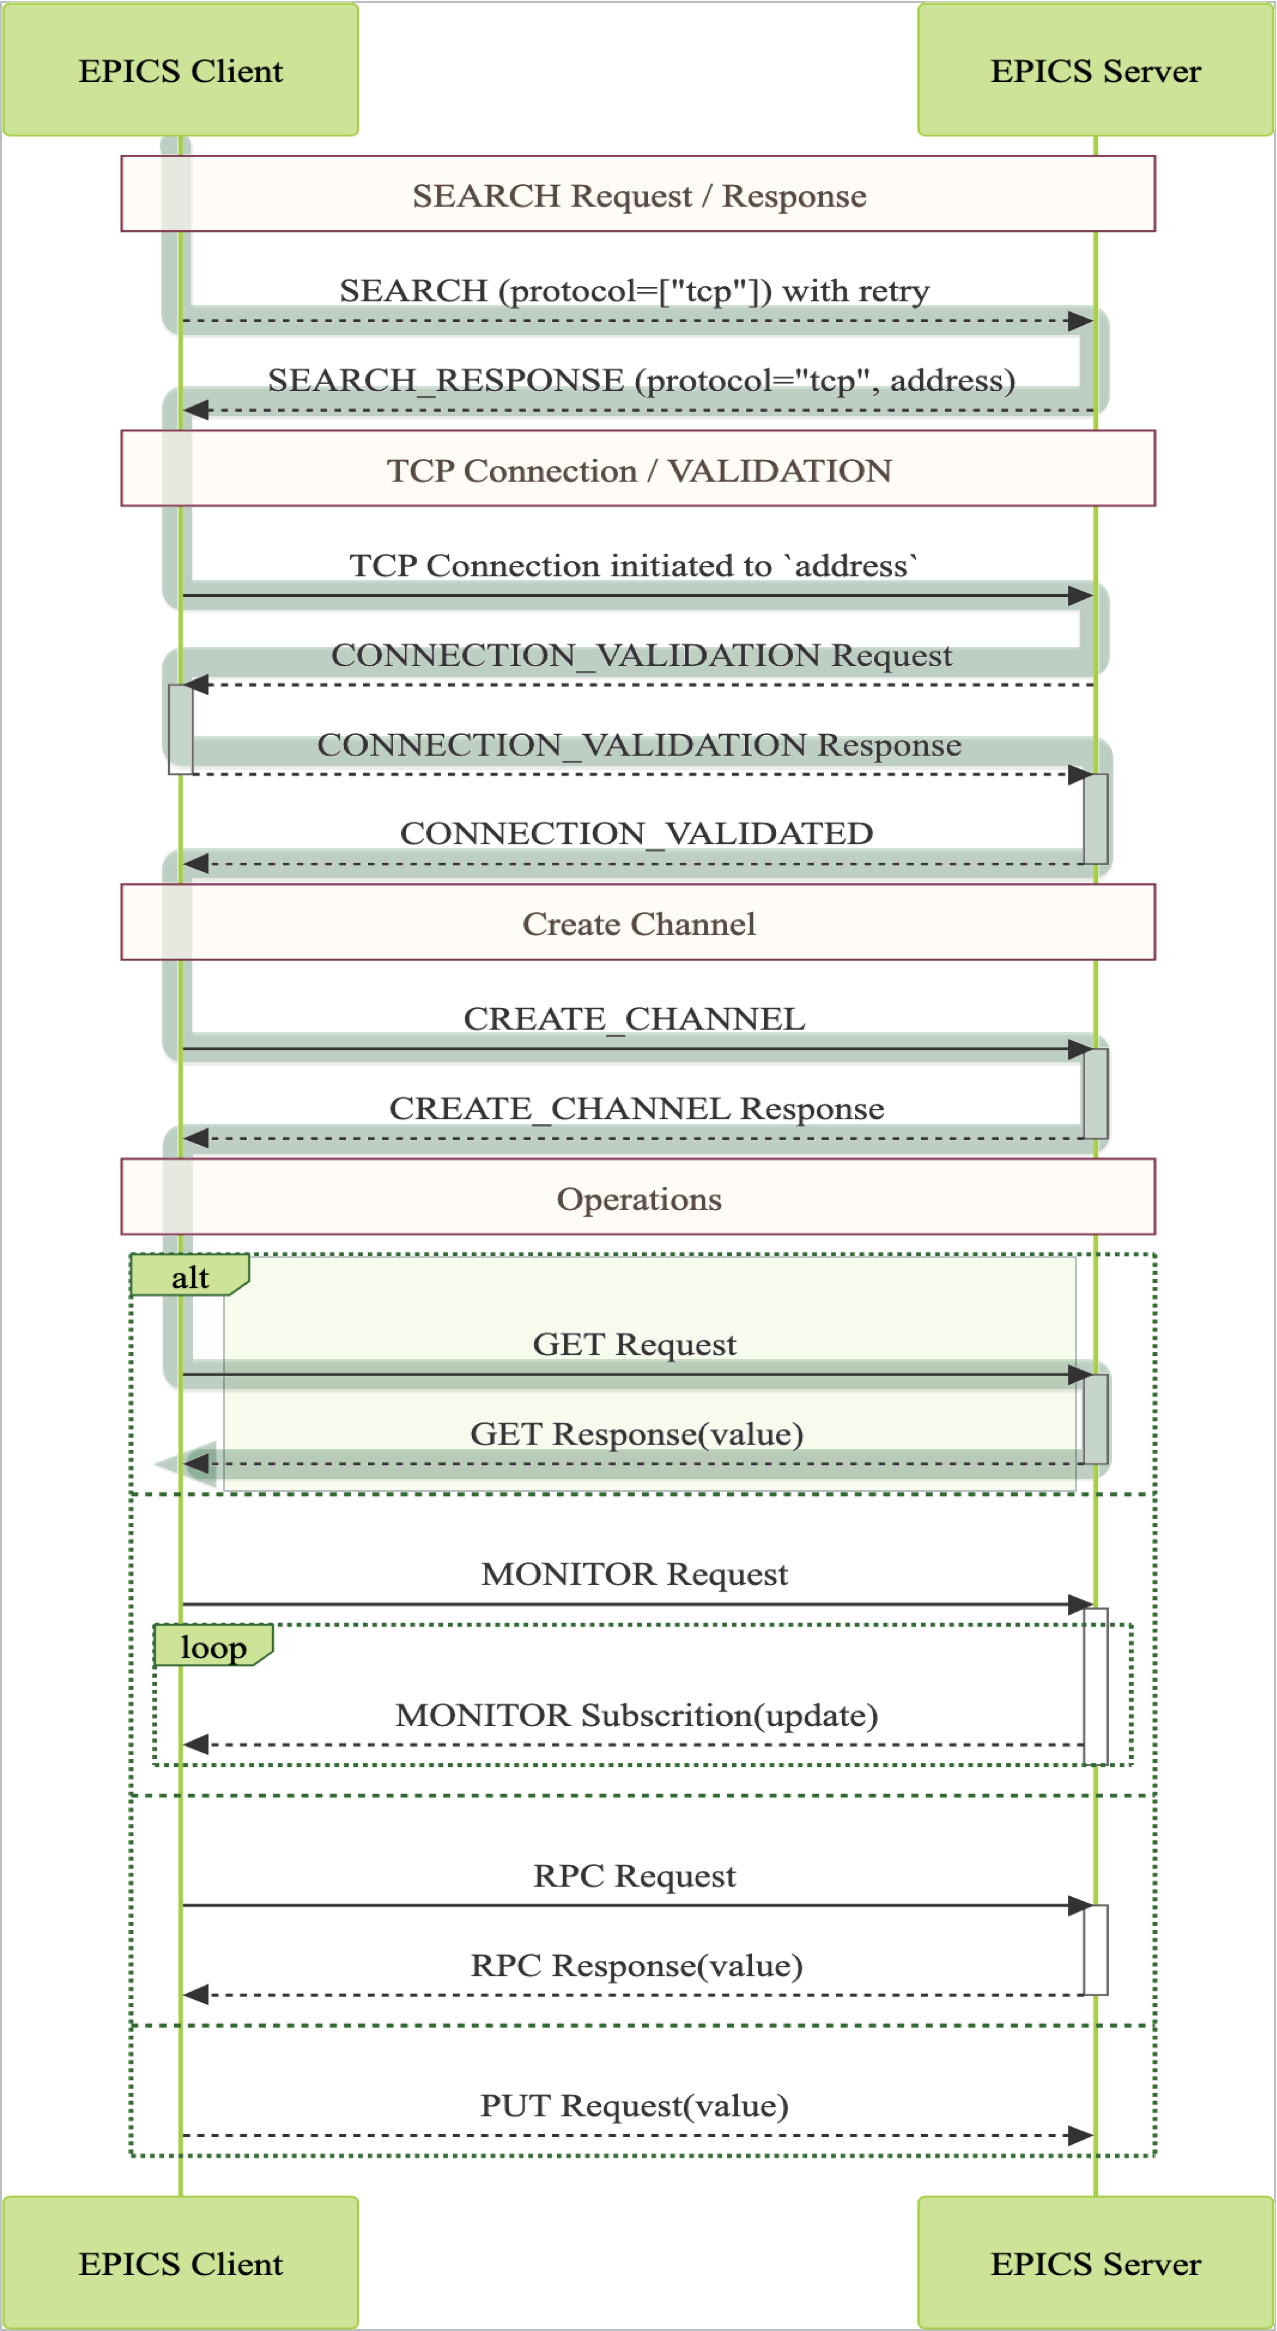 EPICS Client
EPICS Server
SEARCH Request / Response
SEARCH (protocol=["tcp"]) with retry
SEARCH_RESPONSE (protocol="tcp", address)
TCP Connection / VALIDATION
TCP Connection initiated to `address`
CONNECTION_VALIDATION Request
CONNECTION_VALIDATION Response
CONNECTION_VALIDATED
Create Channel
CREATE_CHANNEL
CREATE_CHANNEL Response
Operations
alt
GET Request
GET Response(value)
MONITOR Request
loop
MONITOR Subscrition(update)
RPC Request
RPC Response(value)
PUT Request(value)
EPICS Client
EPICS Server